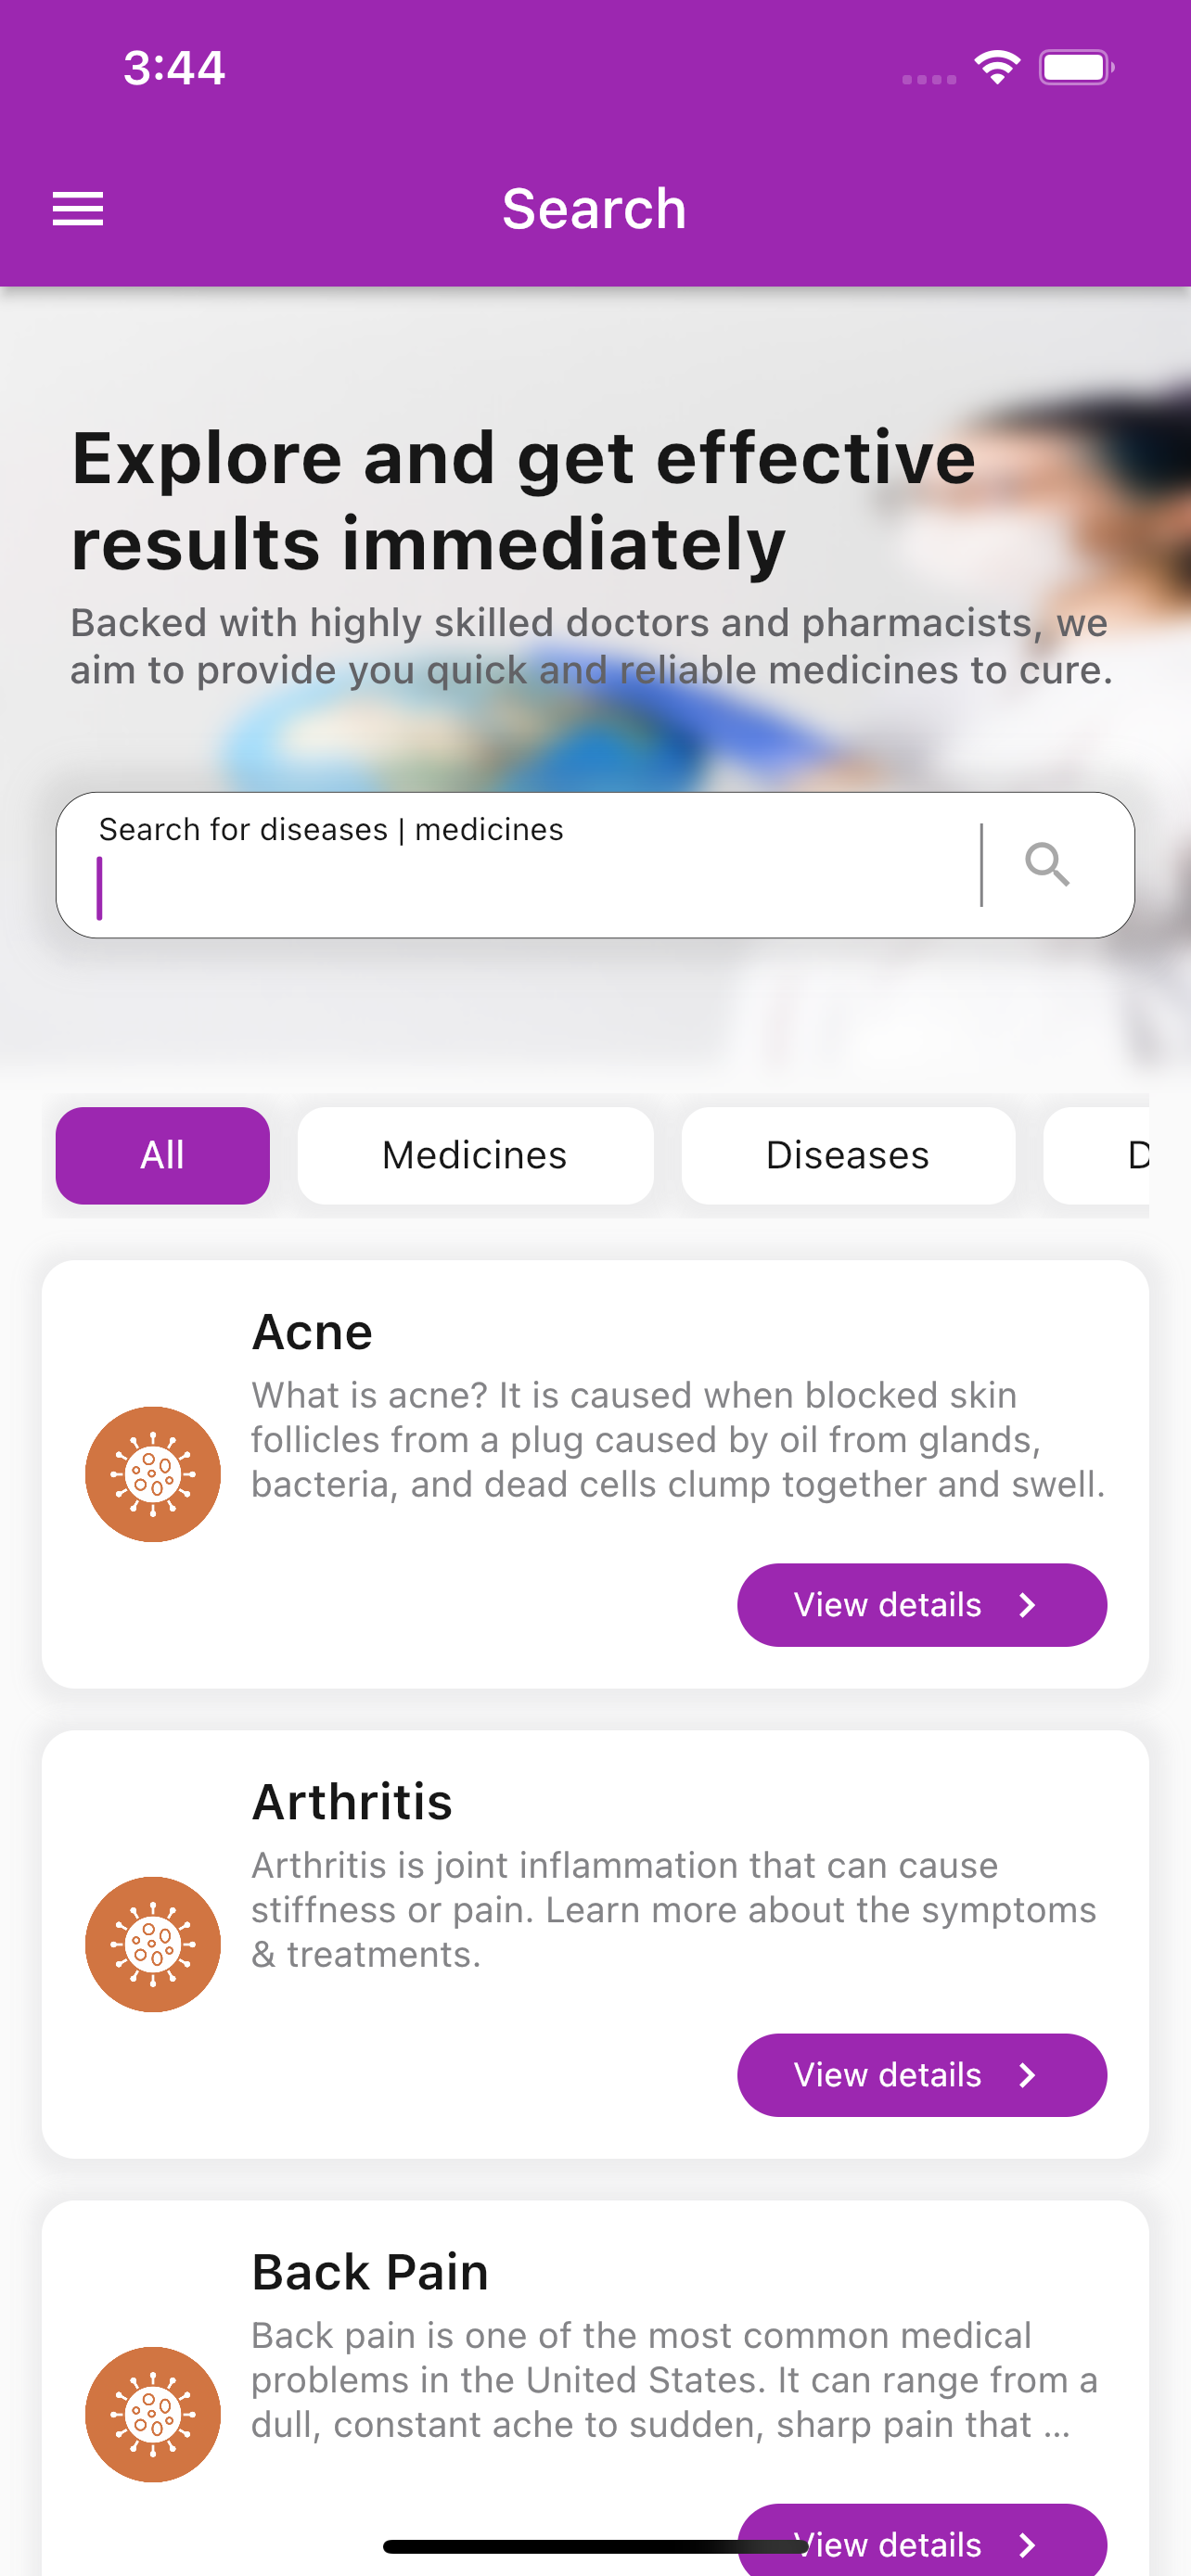 3:44
Search
Explore and get effective
results immediately
Backed with highly skilled doctors and pharmacists, we
aim to provide you quick and reliable medicines to cure.
Search for diseases | medicines
All
Medicines
Diseases
D
Acne
What is acne? It is caused when blocked skin
follicles from a plug caused by oil from glands,
bacteria, and dead cells clump together and swell.
View details
Arthritis
Arthritis is joint inflammation that can cause
stiffness or pain. Learn more about the symptoms
& treatments.
View details
Back Pain
Back pain is one of the most common medical
problems in the United States. It can range from a
dull, constant ache to sudden, sharp pain that ...
View details